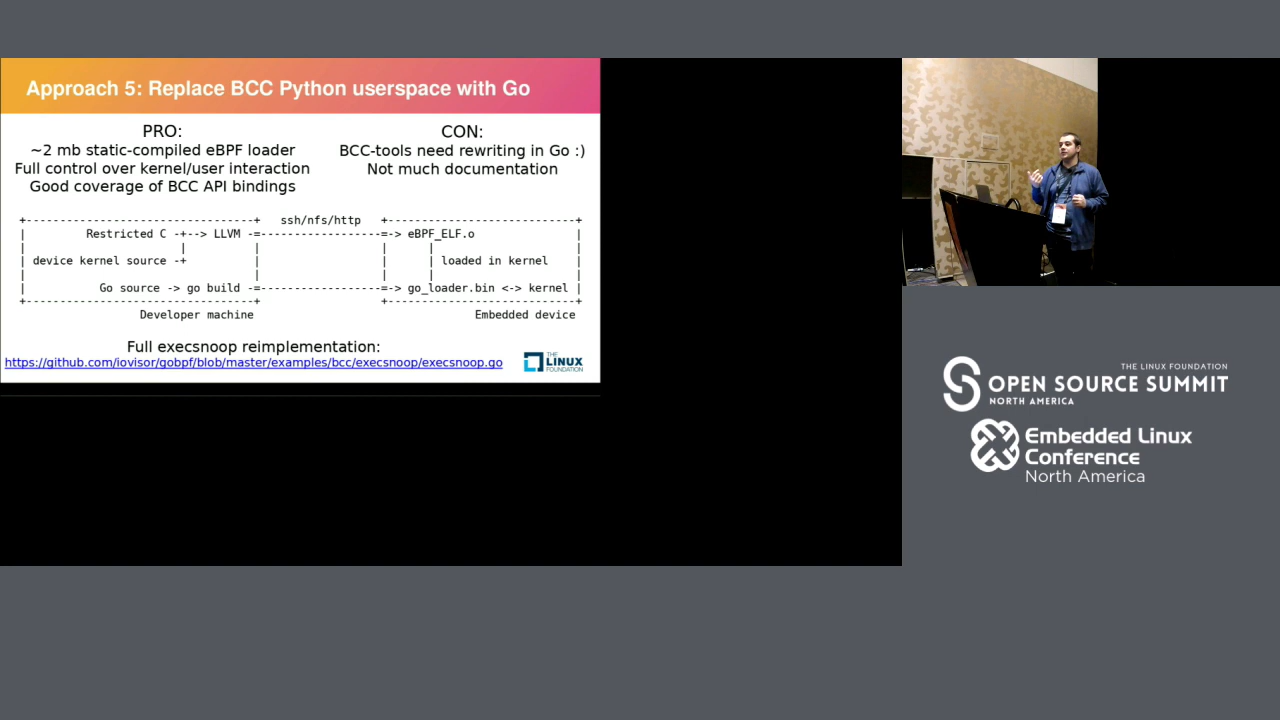 Approach 5: Replace BCC Python userspace with Go
PRO:
~2 mb static-compiled eBPF loader
Full control over kernel/user interaction
Good coverage of BCC API bindings
CON:
BCC-tools need rewriting in Go :)
Not much documentation
+----------------------------------+   ssh/nfs/http   +----------------------------+
|         Restricted C -+--> LLVM -=------------------=-> eBPF_ELF.o               |
|                       |          |                  |      |                     |
| device kernel source -+          |                  |      | loaded in kernel    |
|                                  |                  |      |                     |
|           Go source -> go build -=------------------=-> go_loader.bin <-> kernel |
+----------------------------------+                  +----------------------------+
Developer machine                                 Embedded device
Full execsnoop reimplementation:
https://github.com/iovisor/gobpf/blob/master/examples/bcc/execsnoop/execsnoop.go
THE
LINUX
FOUNDATION
THE LINUX FOUNDATION
OPEN SOURCE SUMMIT
NORTH AMERICA
Embedded Linux
Conference
North America